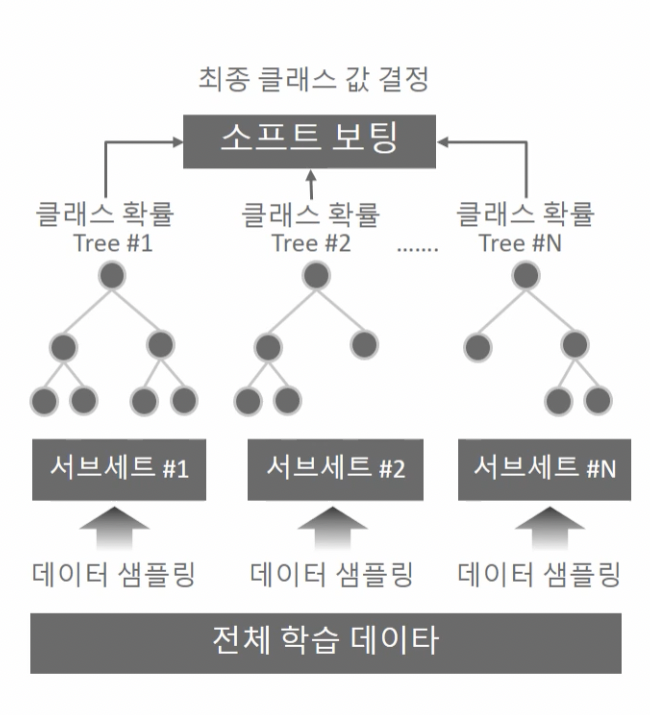 최종 클래스 값 결정
소프트 보팅
클래스 확률 클래스 확률 클래스 확률
Tree #1 Tree #2 ....... Tree #N
서브세트 #1 서브세트 #2 서브세트 #N
데이터 샘플링 데이터 샘플링 데이터 샘플링
전체 학습 데이타